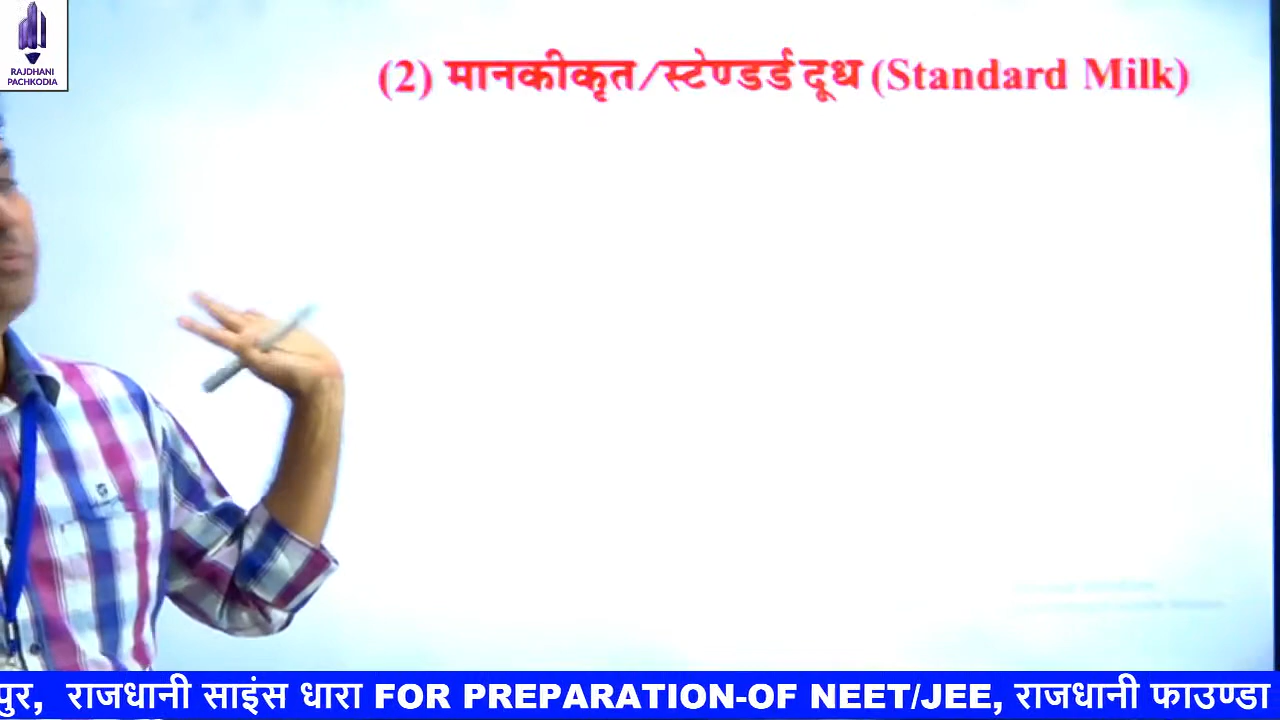 RAJDHANI
PACHKODIA
(2) मानकीकृत/स्टेण्डर्ड दूध (Standard Milk)
पुर, राजधानी साइंस धारा FOR PREPARATION-OF NEET/JEE, राजधानी फाउण्डा